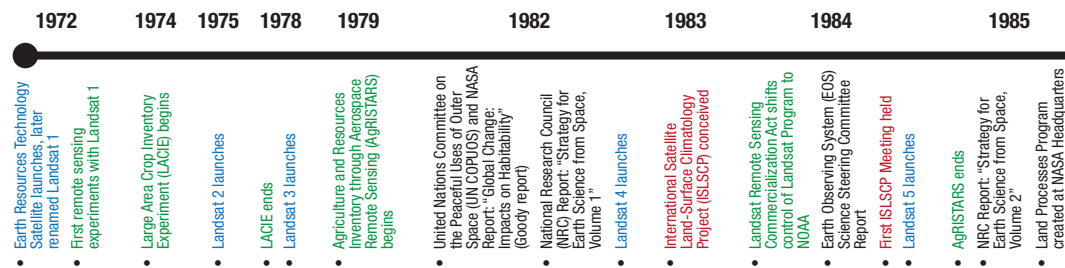 1972 1974 1975 1978 1979 1982 1983 1984 1985
• Earth Resources Technology
Satellite launches, later
renamed Landsat 1
• First remote sensing
experiments with Landsat 1
• Large Area Crop Inventory
Experiment (LACIE) begins
• Landsat 2 launches
• LACIE ends
• Landsat 3 launches
• Agriculture and Resources
Inventory through Aerospace
Remote Sensing (AgRISTARS)
begins
• United Nations Committee on
the Peaceful Uses of Outer
Space (UN COPUOS) and NASA
Report: “Global Change:
Impacts on Habitability”
(Goody report)
• National Research Council
(NRC) Report: “Strategy for
Earth Science from Space,
Volume 1”
• Landsat 4 launches
• International Satellite
Land-Surface Climatology
Project (ISLSCP) conceived
• Landsat Remote Sensing
Commercialization Act shifts
control of Landsat Program to
NOAA
• Earth Observing System (EOS)
Science Steering Committee
Report
• First ISLSCP Meeting held
• Landsat 5 launches
• AgRISTARS ends
• NRC Report: “Strategy for
Earth Science from Space,
Volume 2”
• Land Processes Program
created at NASA Headquarters